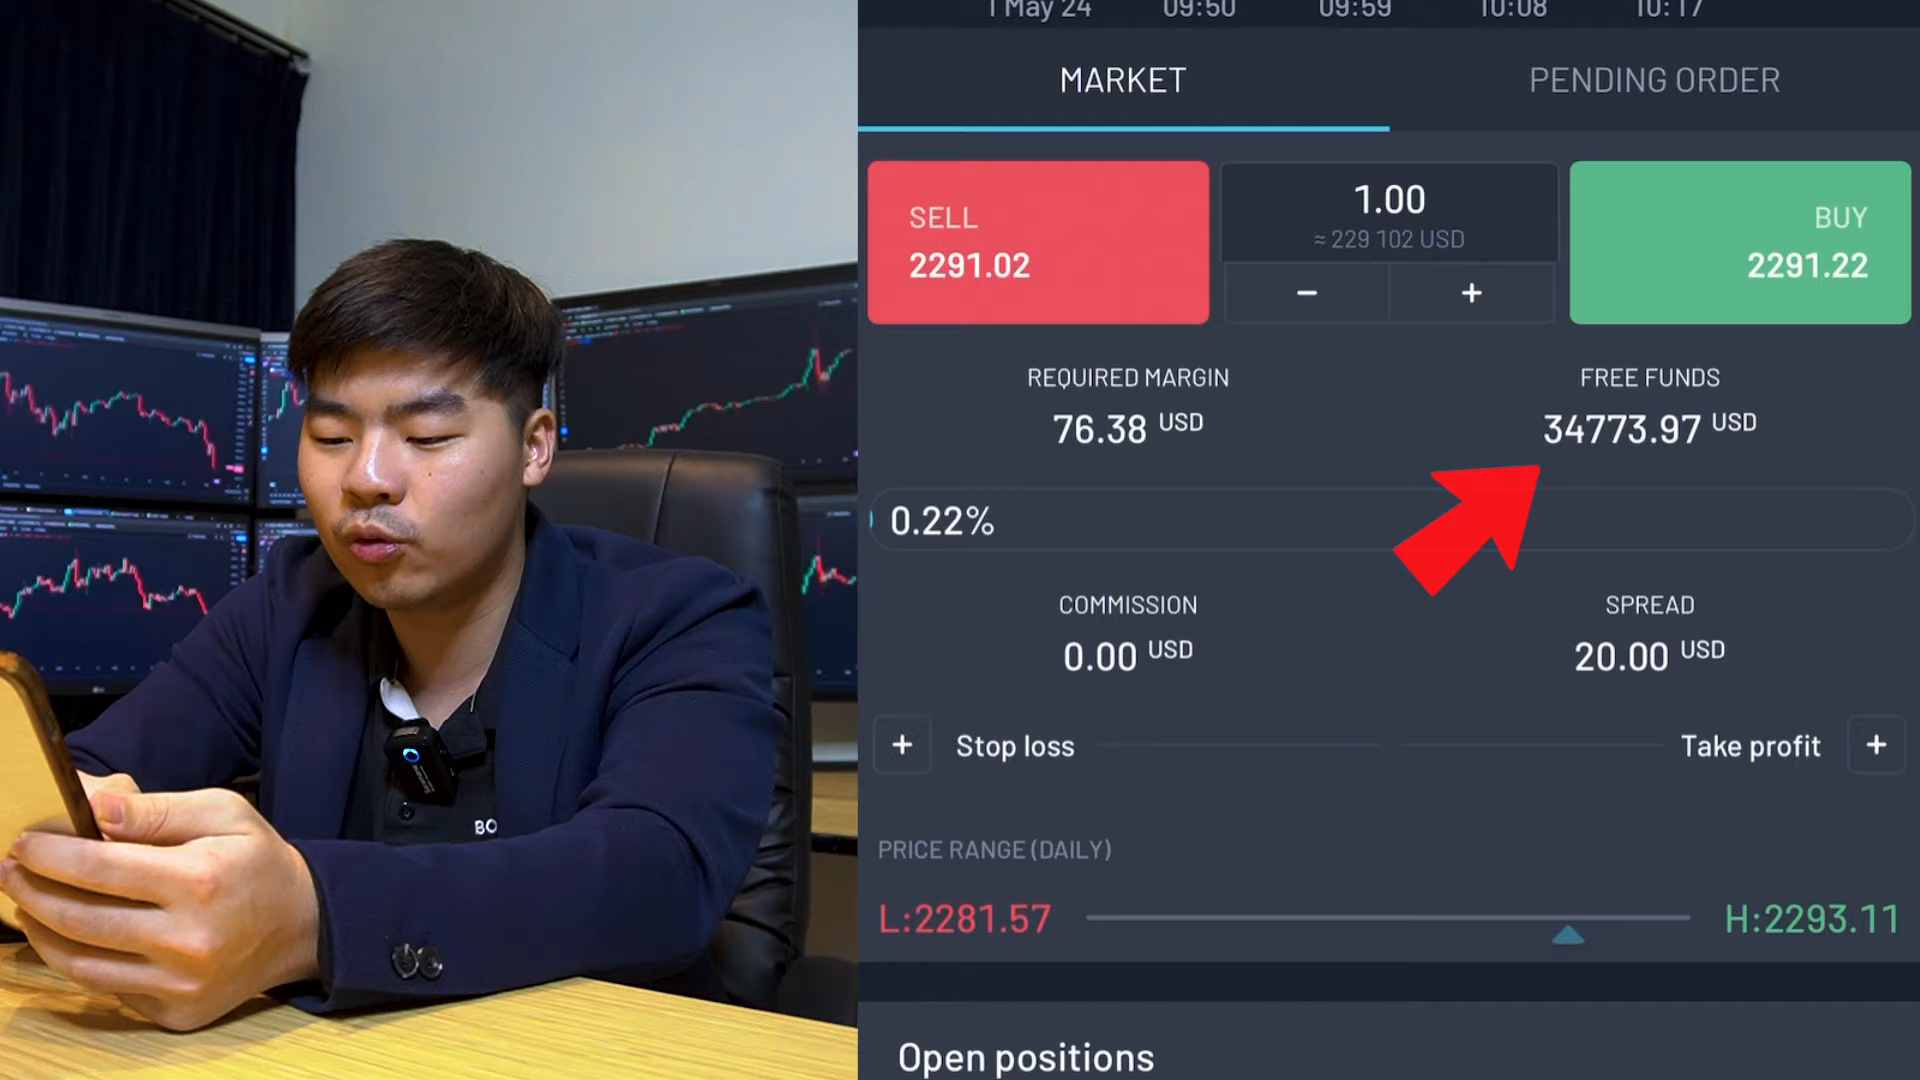 1 May 24 09:50 09:59 10:08 10:17
MARKET PENDING ORDER
SELL
2291.02
1.00
≈ 229 102 USD
− +
BUY
2291.22
REQUIRED MARGIN
76.38 USD
FREE FUNDS
34773.97 USD
0.22%
COMMISSION
0.00 USD
SPREAD
20.00 USD
+ Stop loss
Take profit +
PRICE RANGE (DAILY)
L:2281.57 H:2293.11
Open positions
BO